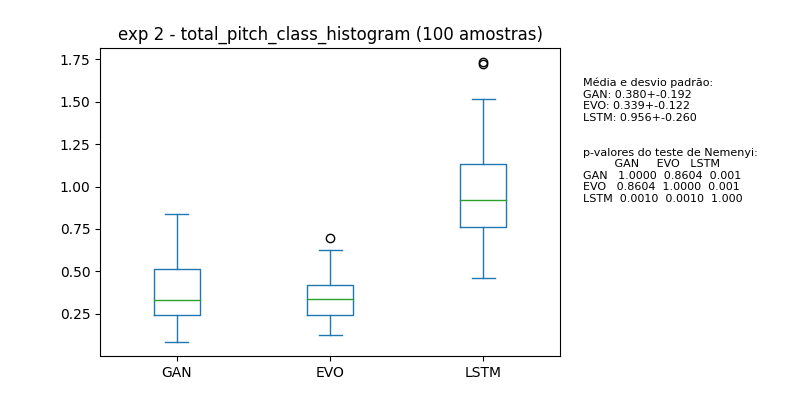 exp 2 - total_pitch_class_histogram (100 amostras)
1.75
1.50
1.25
1.00
0.75
0.50
0.25
GAN EVO LSTM
Média e desvio padrão:
GAN: 0.380+-0.192
EVO: 0.339+-0.122
LSTM: 0.956+-0.260
p-valores do teste de Nemenyi:
GAN EVO LSTM
GAN 1.0000 0.8604 0.001
EVO 0.8604 1.0000 0.001
LSTM 0.0010 0.0010 1.000